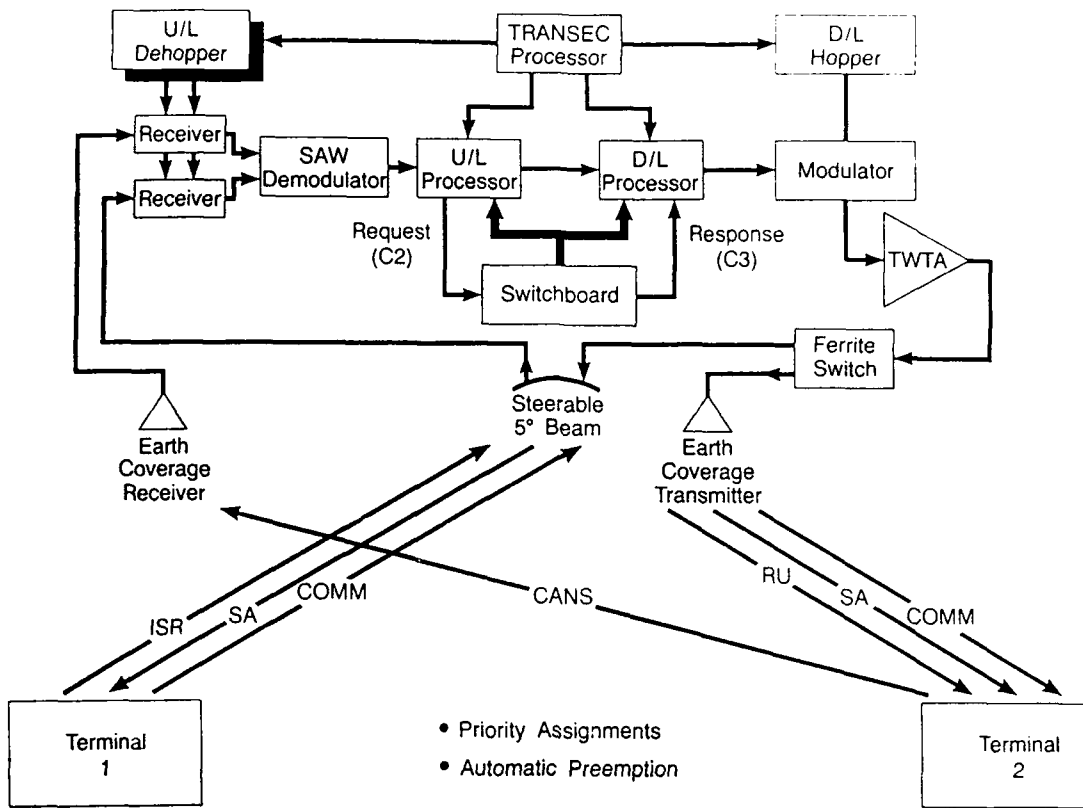 U/L
Dehopper
TRANSEC
Processor
D/L
Hopper
Receiver
SAW
Demodulator
U/L
Processor
D/L
Processor
Modulator
Receiver
Request
(C2)
Response
(C3)
TWTA
Switchboard
Ferrite
Switch
Steerable
5° Beam
Earth
Coverage
Receiver
Earth
Coverage
Transmitter
ISR
SA
COMM
CANS
RU
SA
COMM
Terminal
1
• Priority Assignments
• Automatic Preemption
Terminal
2